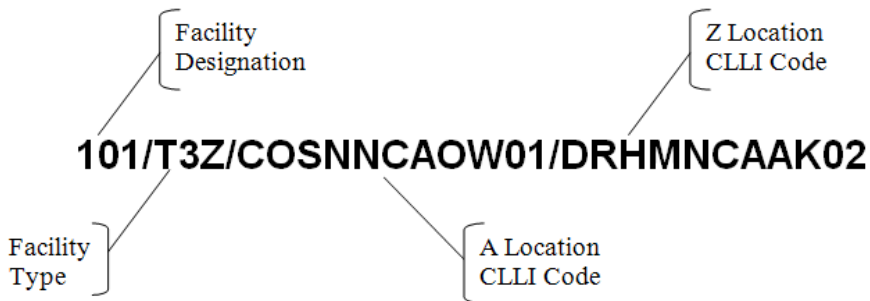 Facility
Designation
Z Location
CLLI Code
101/T3Z/COSNNCAOW01/DRHMNCAAK02
Facility
Type
A Location
CLLI Code